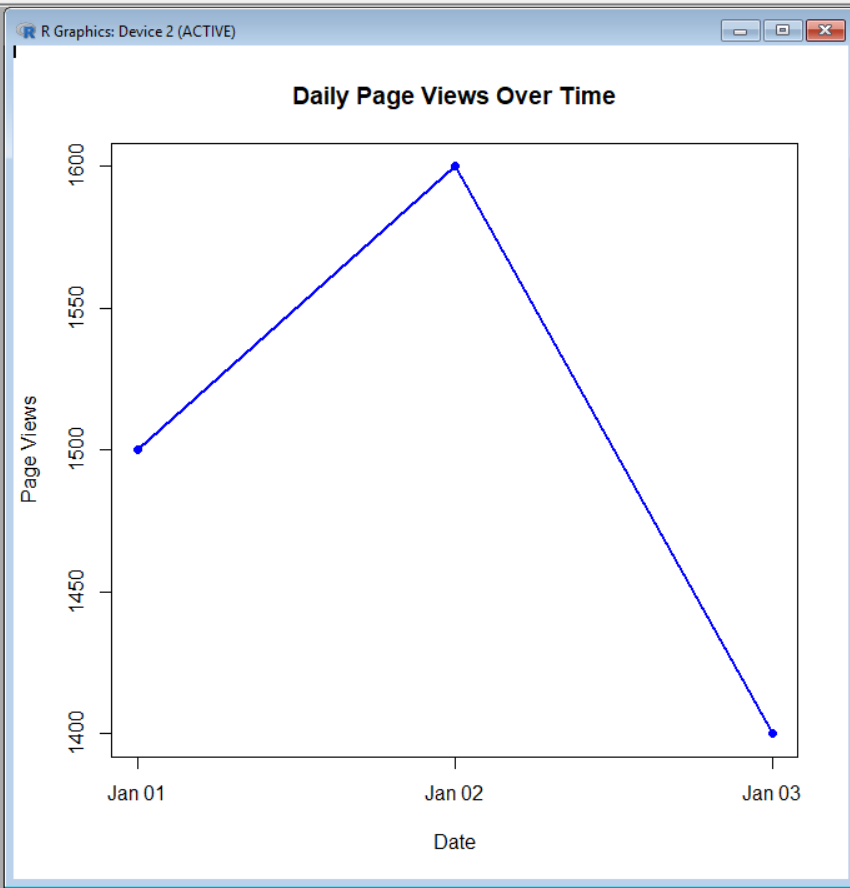 R Graphics: Device 2 (ACTIVE)
Daily Page Views Over Time
Page Views
1600
1550
1500
1450
1400
Jan 01 Jan 02 Jan 03
Date